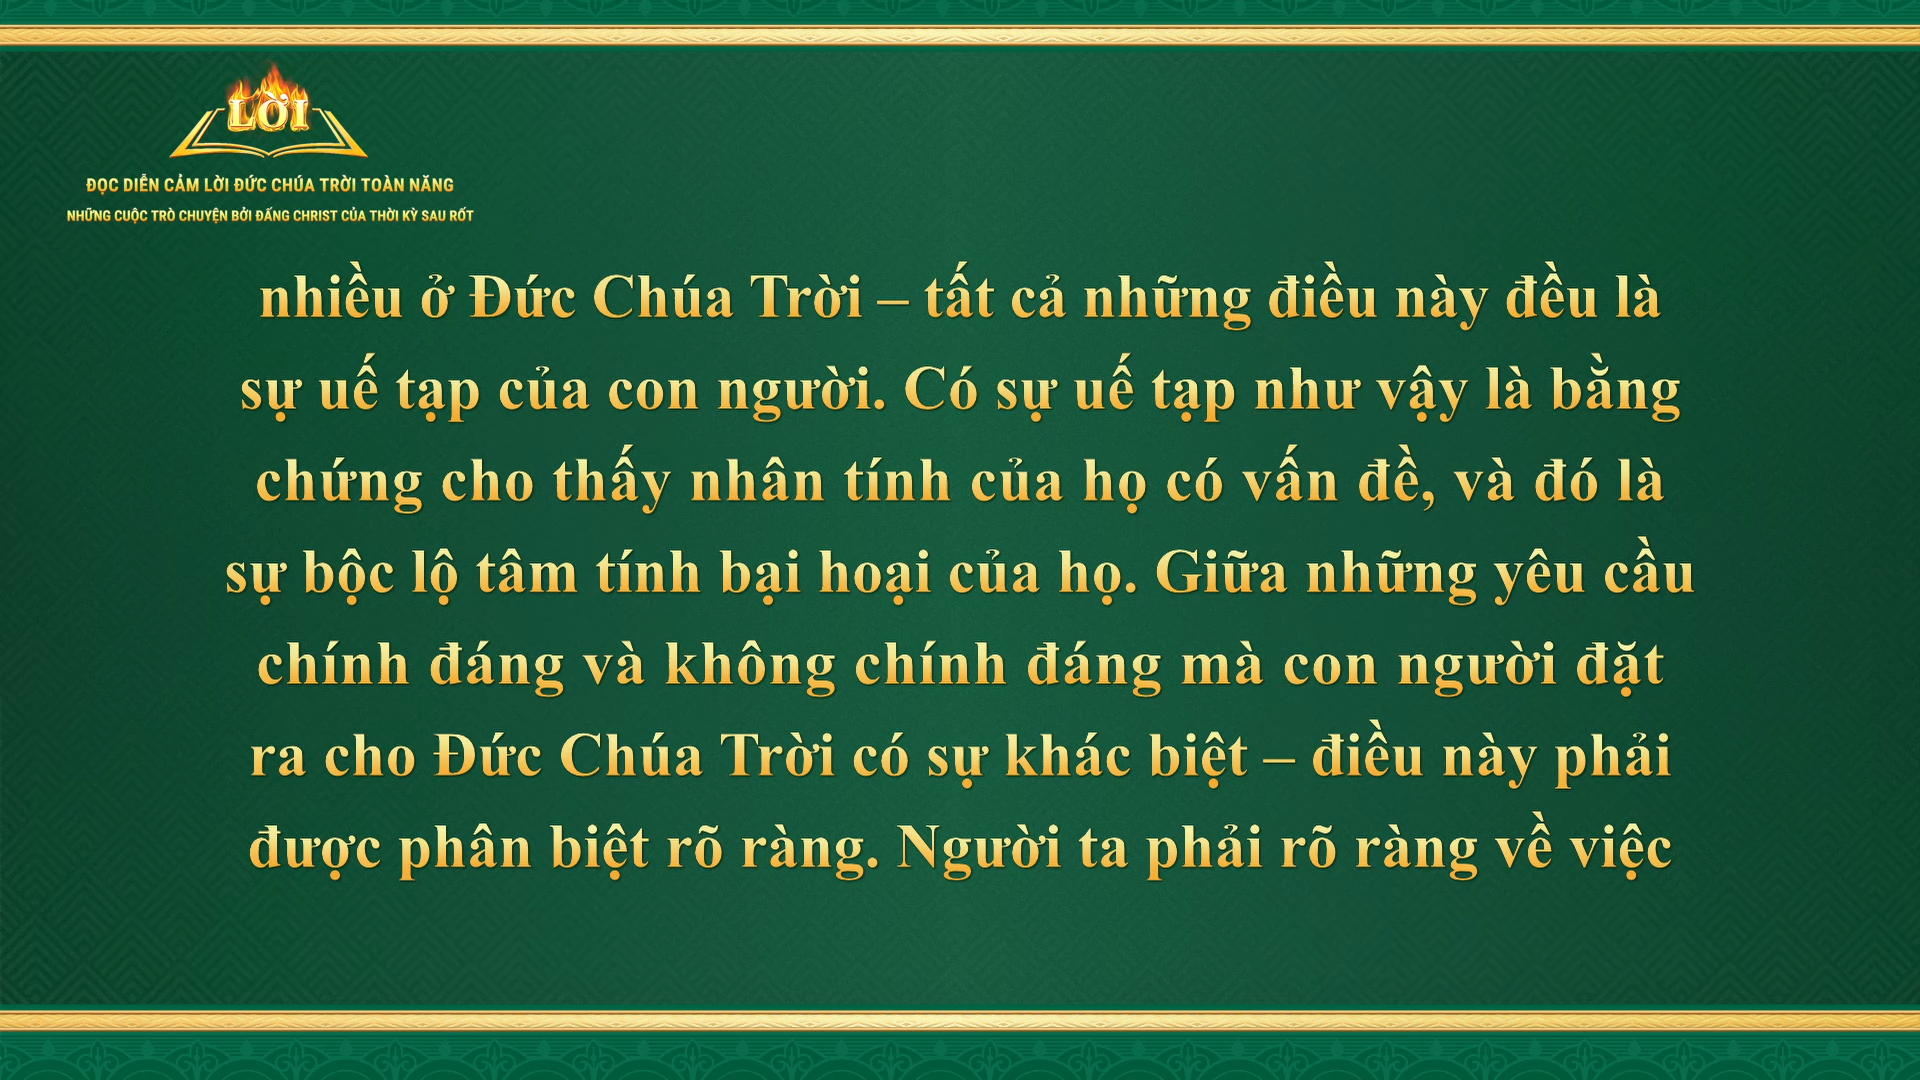 LỜI
ĐỌC DIỄN CẢM LỜI ĐỨC CHÚA TRỜI TOÀN NĂNG
NHỮNG CUỘC TRÒ CHUYỆN BỞI ĐẤNG CHRIST CỦA THỜI KỲ SAU RỐT
nhiều ở Đức Chúa Trời – tất cả những điều này đều là
sự uế tạp của con người. Có sự uế tạp như vậy là bằng
chứng cho thấy nhân tính của họ có vấn đề, và đó là
sự bộc lộ tâm tính bại hoại của họ. Giữa những yêu cầu
chính đáng và không chính đáng mà con người đặt
ra cho Đức Chúa Trời có sự khác biệt – điều này phải
được phân biệt rõ ràng. Người ta phải rõ ràng về việc